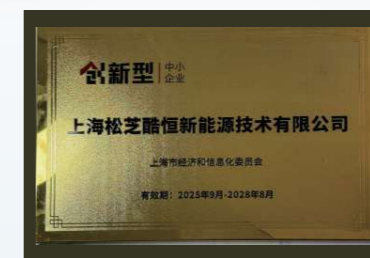 创新型 中小企业
上海松芝酷恒新能源技术有限公司
上海市经济和信息化委员会
有效期：2025年9月-2028年8月